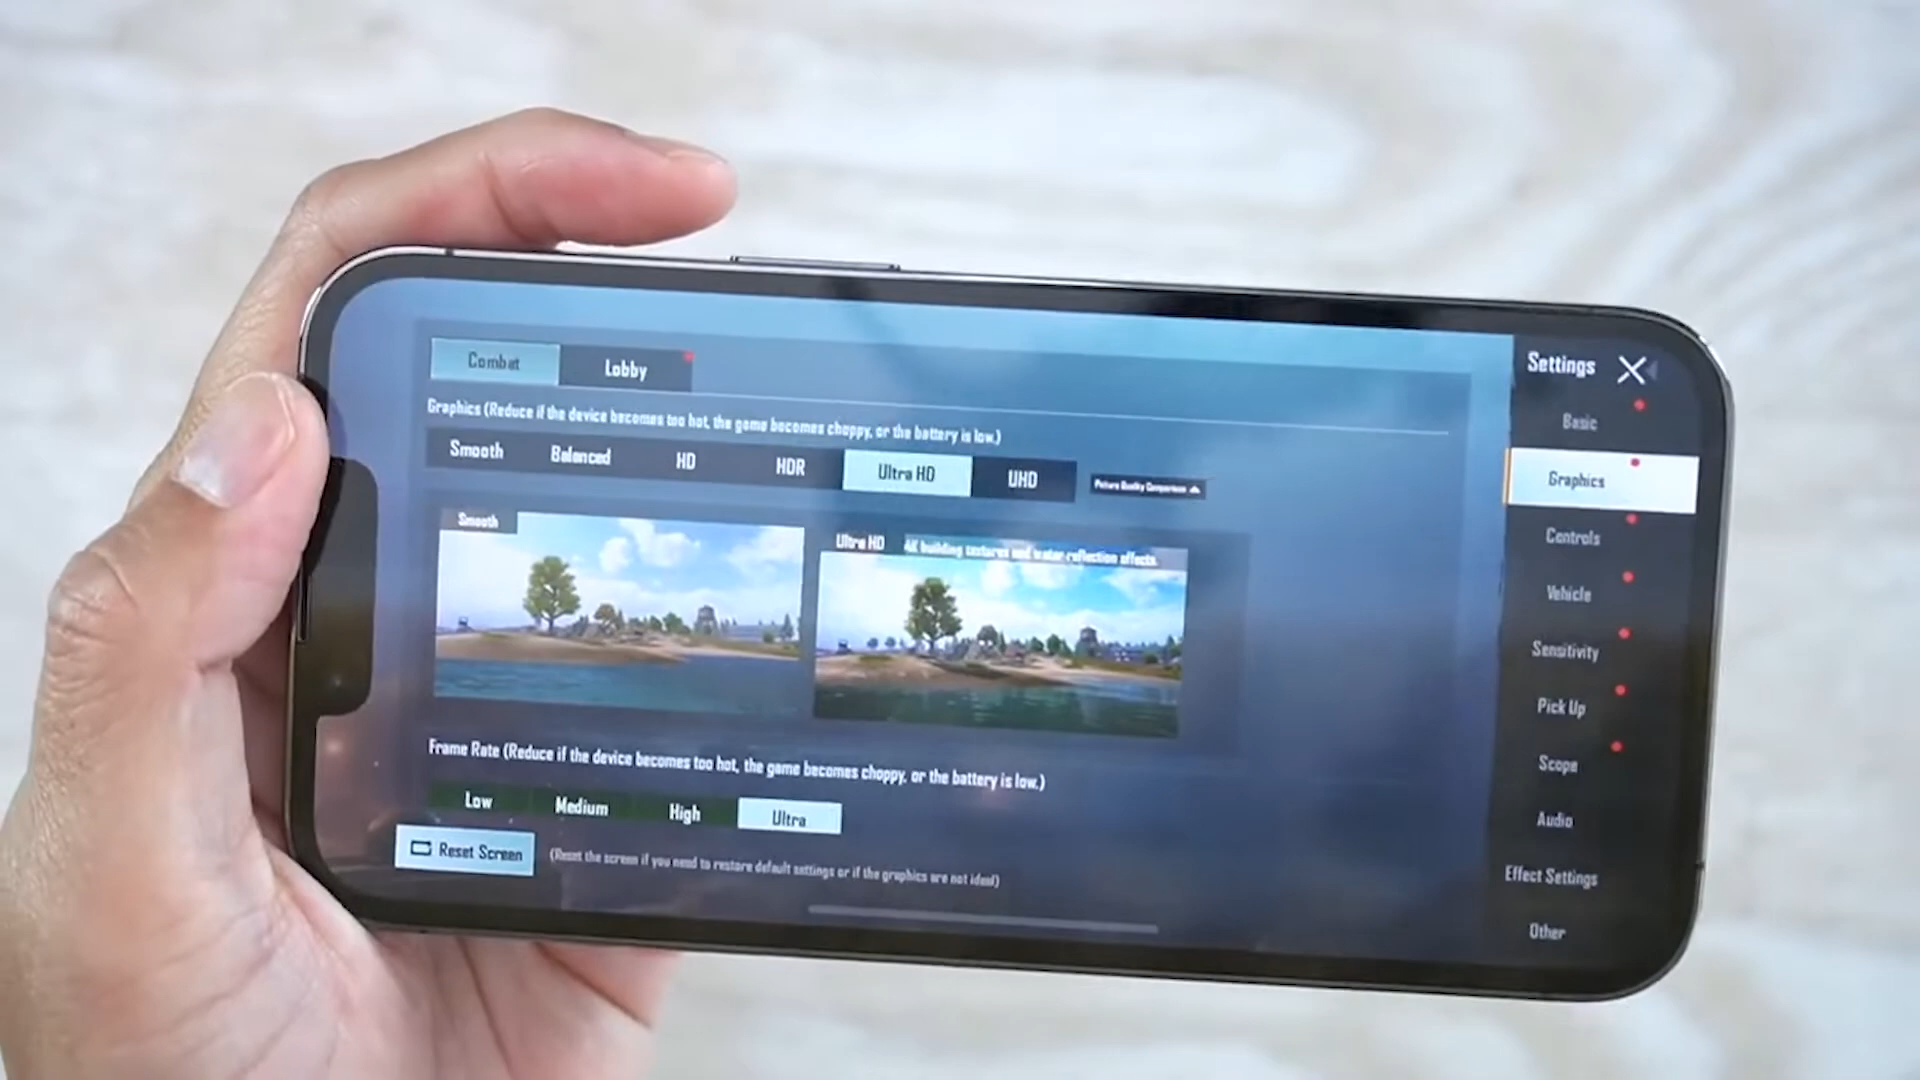 Combat
Lobby
Settings
Graphics (Reduce if the device becomes too hot, the game becomes choppy, or the battery is low.)
Smooth
Balanced
HD
HDR
Ultra HD
UHD
Picture Quality Comparison
Smooth
Ultra HD
4K building textures and water reflection effects.
Frame Rate (Reduce if the device becomes too hot, the game becomes choppy, or the battery is low.)
Low
Medium
High
Ultra
Reset Screen
(Reset the screen if you need to restore default settings or if the graphics are not ideal)
Basic
Graphics
Controls
Vehicle
Sensitivity
Pick Up
Scope
Audio
Effect Settings
Other